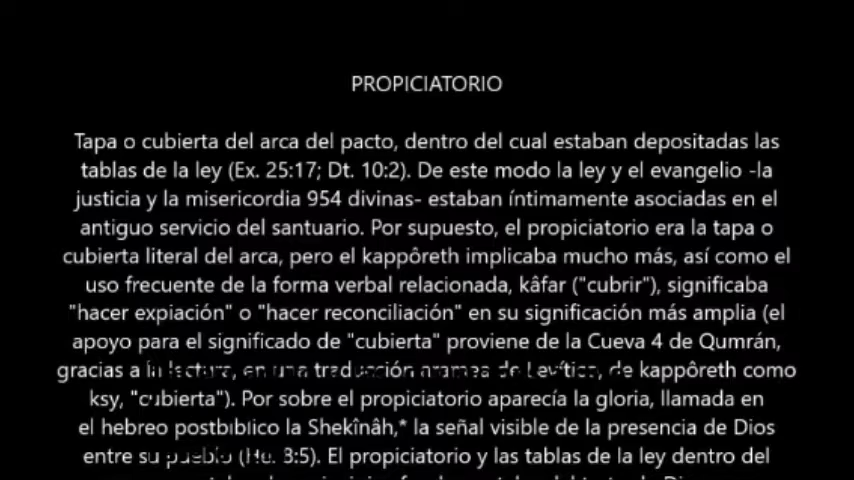 PROPICIATORIO
Tapa o cubierta del arca del pacto, dentro del cual estaban depositadas las
tablas de la ley (Ex. 25:17; Dt. 10:2). De este modo la ley y el evangelio -la
justicia y la misericordia 954 divinas- estaban íntimamente asociadas en el
antiguo servicio del santuario. Por supuesto, el propiciatorio era la tapa o
cubierta literal del arca, pero el kappôreth implicaba mucho más, así como el
uso frecuente de la forma verbal relacionada, kâfar ("cubrir"), significaba
"hacer expiación" o "hacer reconciliación" en su significación más amplia (el
apoyo para el significado de "cubierta" proviene de la Cueva 4 de Qumrán,
gracias a la lectura, en una traducción aramea de Levítico, de kappôreth como
ksy, "cubierta"). Por sobre el propiciatorio aparecía la gloria, llamada en
el hebreo postbíblico la Shekînâh,* la señal visible de la presencia de Dios
entre su pueblo (He. 3:5). El propiciatorio y las tablas de la ley dentro del